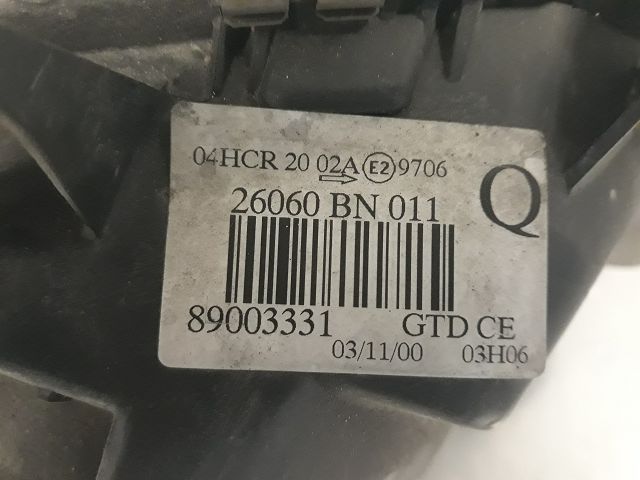 04HCR 20 02A E2 9706
26060 BN 011
Q
89003331 GTD CE
03/11/00 03H06